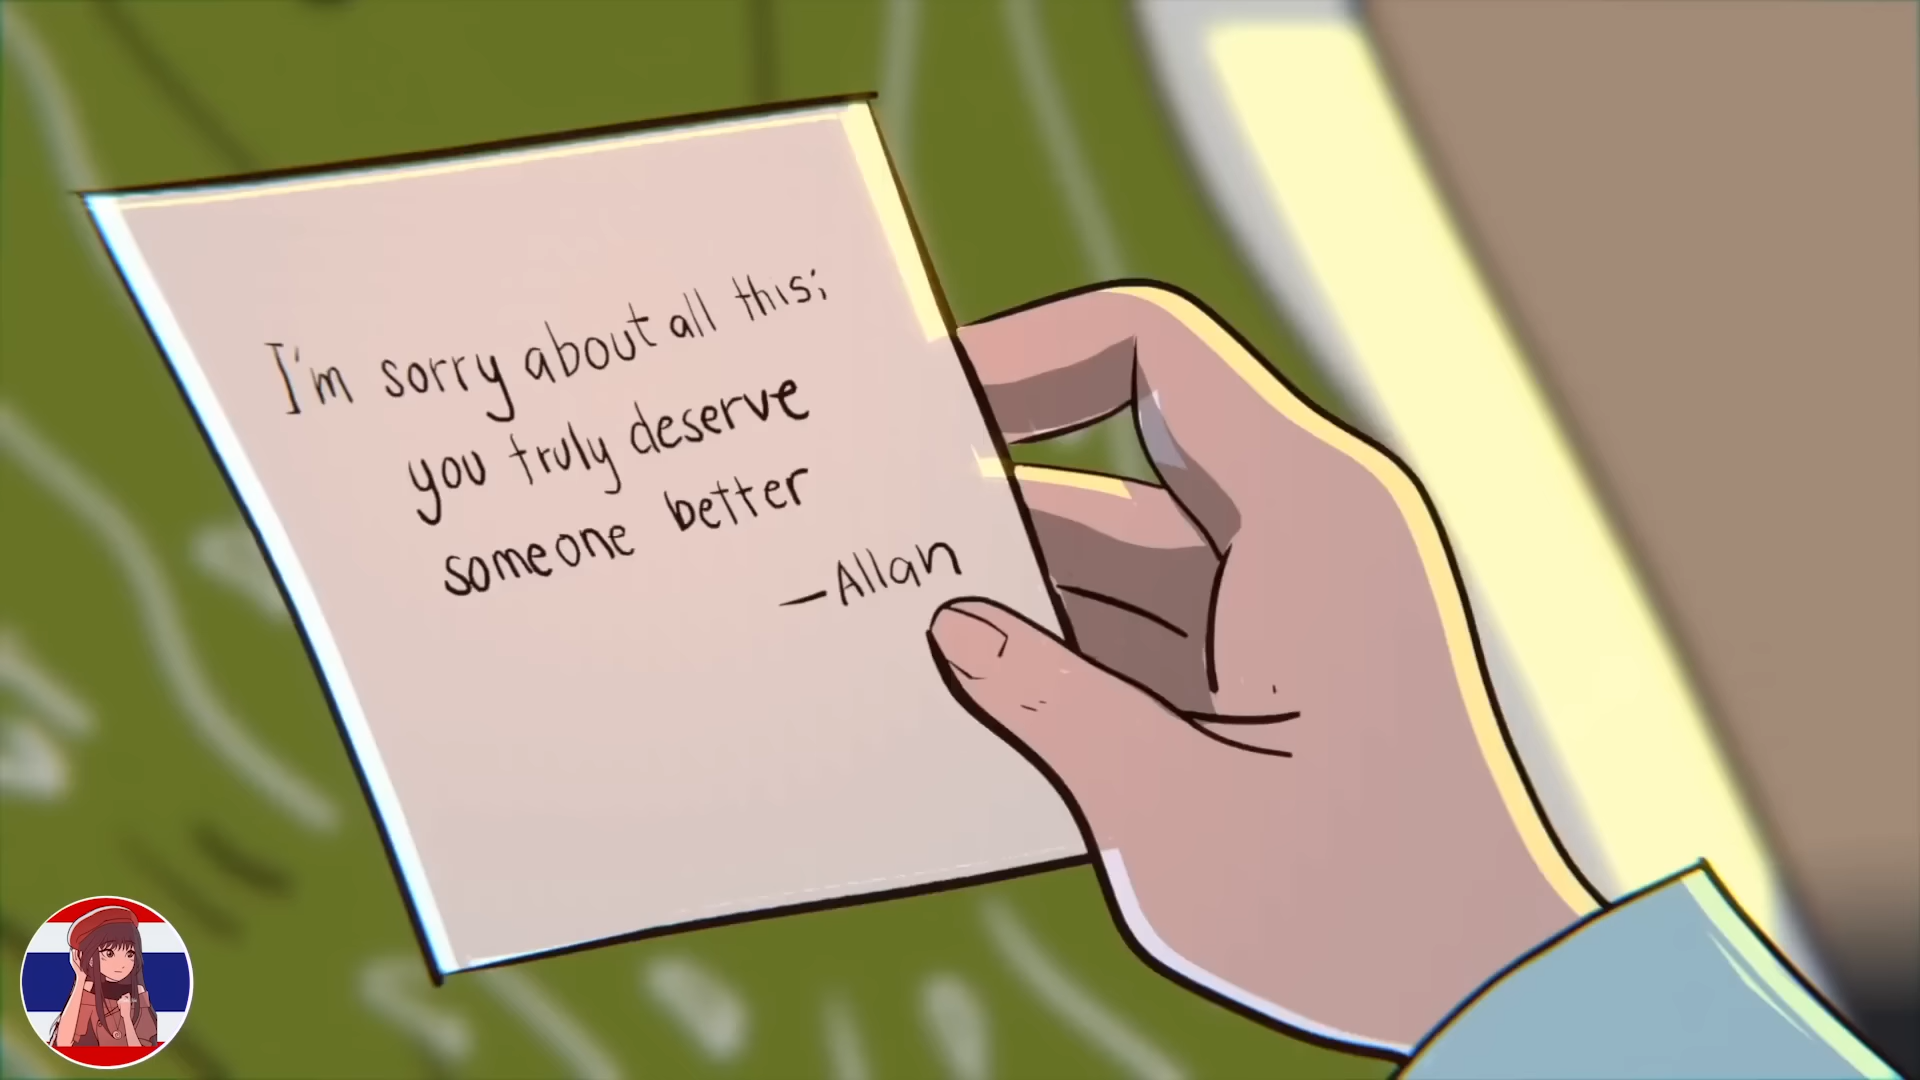 I'm sorry about all this;
you truly deserve
someone better
—Allan